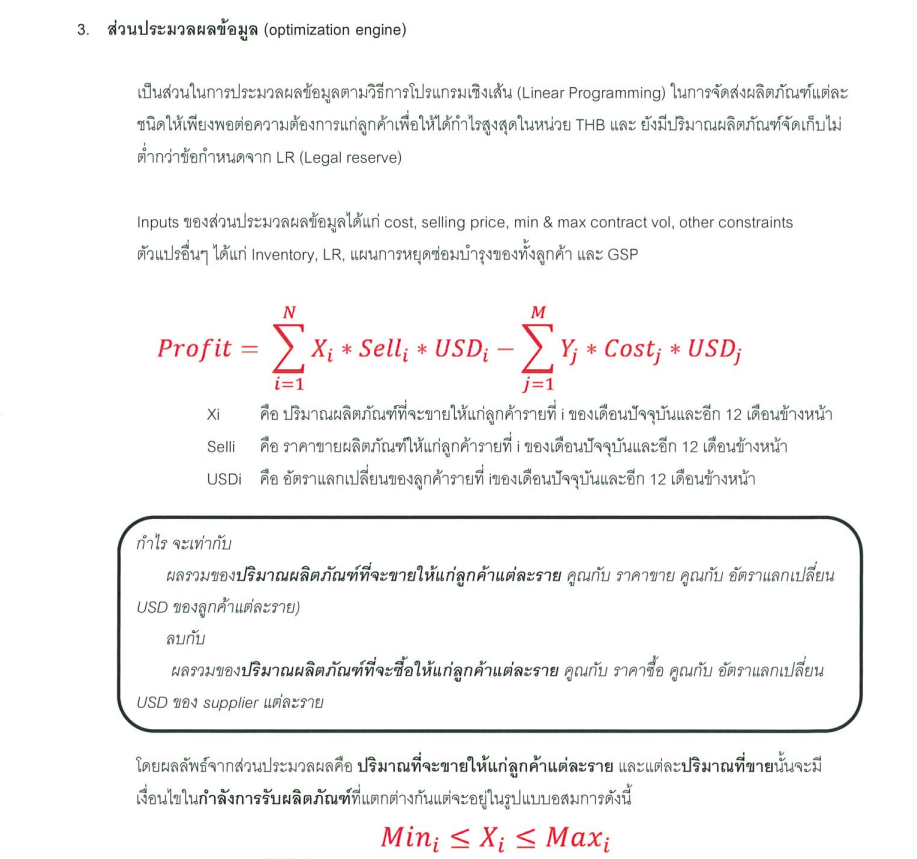 3. ส่วนประมวลผลข้อมูล (optimization engine)
เป็นส่วนในการประมวลผลข้อมูลตามวิธีการโปรแกรมเชิงเส้น (Linear Programming) ในการจัดส่งผลิตภัณฑ์แต่ละ
ชนิดให้เพียงพอต่อความต้องการแก่ลูกค้าเพื่อให้ได้กำไรสูงสุดในหน่วย THB และ ยังมีปริมาณผลิตภัณฑ์จัดเก็บไม่
ต่ำกว่าข้อกำหนดจาก LR (Legal reserve)
Inputs ของส่วนประมวลผลข้อมูลได้แก่ cost, selling price, min & max contract vol, other constraints
ตัวแปรอื่นๆ ได้แก่ Inventory, LR, แผนการหยุดซ่อมบำรุงของทั้งลูกค้า และ GSP
Profit = \sum_{i=1}^{N} X_i * Sell_i * USD_i − \sum_{j=1}^{M} Y_j * Cost_j * USD_j
Xi คือ ปริมาณผลิตภัณฑ์ที่จะขายให้แก่ลูกค้ารายที่ i ของเดือนปัจจุบันและอีก 12 เดือนข้างหน้า
Selli คือ ราคาขายผลิตภัณฑ์ให้แก่ลูกค้ารายที่ i ของเดือนปัจจุบันและอีก 12 เดือนข้างหน้า
USDi คือ อัตราแลกเปลี่ยนของลูกค้ารายที่ iของเดือนปัจจุบันและอีก 12 เดือนข้างหน้า
กำไร จะเท่ากับ
ผลรวมของปริมาณผลิตภัณฑ์ที่จะขายให้แก่ลูกค้าแต่ละราย คูณกับ ราคาขาย คูณกับ อัตราแลกเปลี่ยน
USD ของลูกค้าแต่ละราย)
ลบกับ
ผลรวมของปริมาณผลิตภัณฑ์ที่จะซื้อให้แก่ลูกค้าแต่ละราย คูณกับ ราคาซื้อ คูณกับ อัตราแลกเปลี่ยน
USD ของ supplier แต่ละราย
โดยผลลัพธ์จากส่วนประมวลผลคือ ปริมาณที่จะขายให้แก่ลูกค้าแต่ละราย และแต่ละปริมาณที่ขายนั้นจะมี
เงื่อนไขในกำลังการรับผลิตภัณฑ์ที่แตกต่างกันแต่จะอยู่ในรูปแบบอสมการดังนี้
Min_i ≤ X_i ≤ Max_i